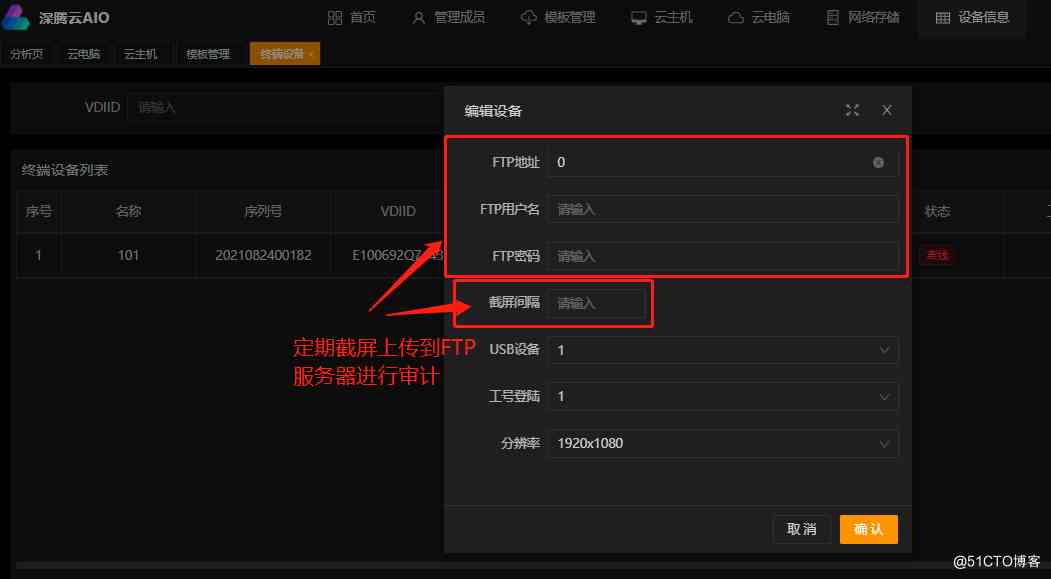 深腾云AIO
首页
管理成员
模板管理
云主机
云电脑
网络存储
设备信息
分析页
云电脑
云主机
模板管理
终端设备 ×
VDIID
请输入
终端设备列表
序号
名称
序列号
VDIID
状态
1
101
2021082400182
离线
编辑设备
FTP地址
0
FTP用户名
请输入
FTP密码
请输入
截屏间隔
请输入
USB设备
1
工号登陆
1
分辨率
1920x1080
取 消
确 认
定期截屏上传到FTP
服务器进行审计
@51CTO博客